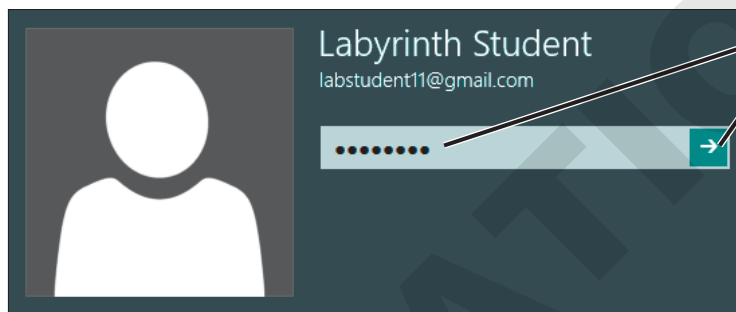 Labyrinth Student
labstudent11@gmail.com
••••••••